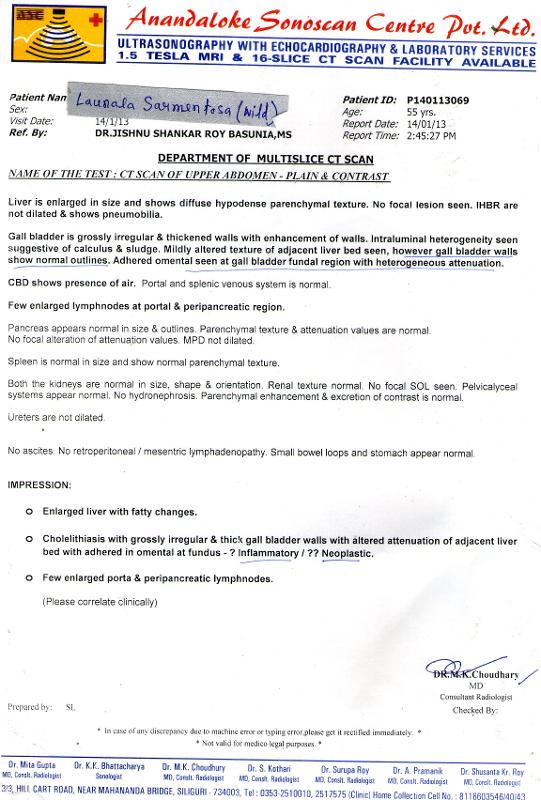 Anandaloke Sonoscan Centre Pvt. Ltd.
ULTRASONOGRAPHY WITH ECHOCARDIOGRAPHY & LABORATORY SERVICES
1.5 TESLA MRI & 16-SLICE CT SCAN FACILITY AVAILABLE
Patient Nam Launala Sarmentosa (Wild) Patient ID: P140113069
Sex: Age: 55 yrs.
Visit Date: 14/1/13 Report Date: 14/01/13
Ref. By: DR.JISHNU SHANKAR ROY BASUNIA,MS Report Time: 2:45:27 PM
DEPARTMENT OF MULTISLICE CT SCAN
NAME OF THE TEST : CT SCAN OF UPPER ABDOMEN - PLAIN & CONTRAST
Liver is enlarged in size and shows diffuse hypodense parenchymal texture. No focal lesion seen. IHBR are
not dilated & shows pneumobilia.
Gall bladder is grossly irregular & thickened walls with enhancement of walls. Intraluminal heterogeneity seen
suggestive of calculus & sludge. Mildly altered texture of adjacent liver bed seen, however gall bladder walls
show normal outlines. Adhered omental seen at gall bladder fundal region with heterogeneous attenuation.
CBD shows presence of air. Portal and splenic venous system is normal.
Few enlarged lymphnodes at portal & peripancreatic region.
Pancreas appears normal in size & outlines. Parenchymal texture & attenuation values are normal.
No focal alteration of attenuation values. MPD not dilated.
Spleen is normal in size and show normal parenchymal texture.
Both the kidneys are normal in size, shape & orientation. Renal texture normal. No focal SOL seen. Pelvicalyceal
systems appear normal. No hydronephrosis. Parenchymal enhancement & excretion of contrast is normal.
Ureters are not dilated.
No ascites. No retroperitoneal / mesentric lymphadenopathy. Small bowel loops and stomach appear normal.
IMPRESSION:
o Enlarged liver with fatty changes.
o Cholelithiasis with grossly irregular & thick gall bladder walls with altered attenuation of adjacent liver
bed with adhered in omental at fundus - ? Inflammatory / ?? Neoplastic.
o Few enlarged porta & peripancreatic lymphnodes.
(Please correlate clinically)
DR.M.K.Choudhary
MD
Consultant Radiologist
Prepared by: SL Checked By:
* In case of any discrepancy due to machine error or typing error,please get it rectified immediately. *
* Not valid for medico legal purposes. *
Dr. Mita Gupta Dr. K.K. Bhattacharya Dr. M.K. Choudhury Dr. S. Kothari Dr. Surupa Roy Dr. A. Pramanik Dr. Shusanta Kr. Roy
MD, Conslt. Radiologist Sonologist MD, Conslt. Radiologist MD, Conslt. Radiologist MD, Conslt. Radiologist MD, Conslt. Radiologist MD, Conslt. Radiologist
3/3, HILL CART ROAD, NEAR MAHANANDA BRIDGE, SILIGURI - 734003, Tel : 0353-2510010, 2517575 (Clinic) Home Collection Cell No. : 8116603546/40/43